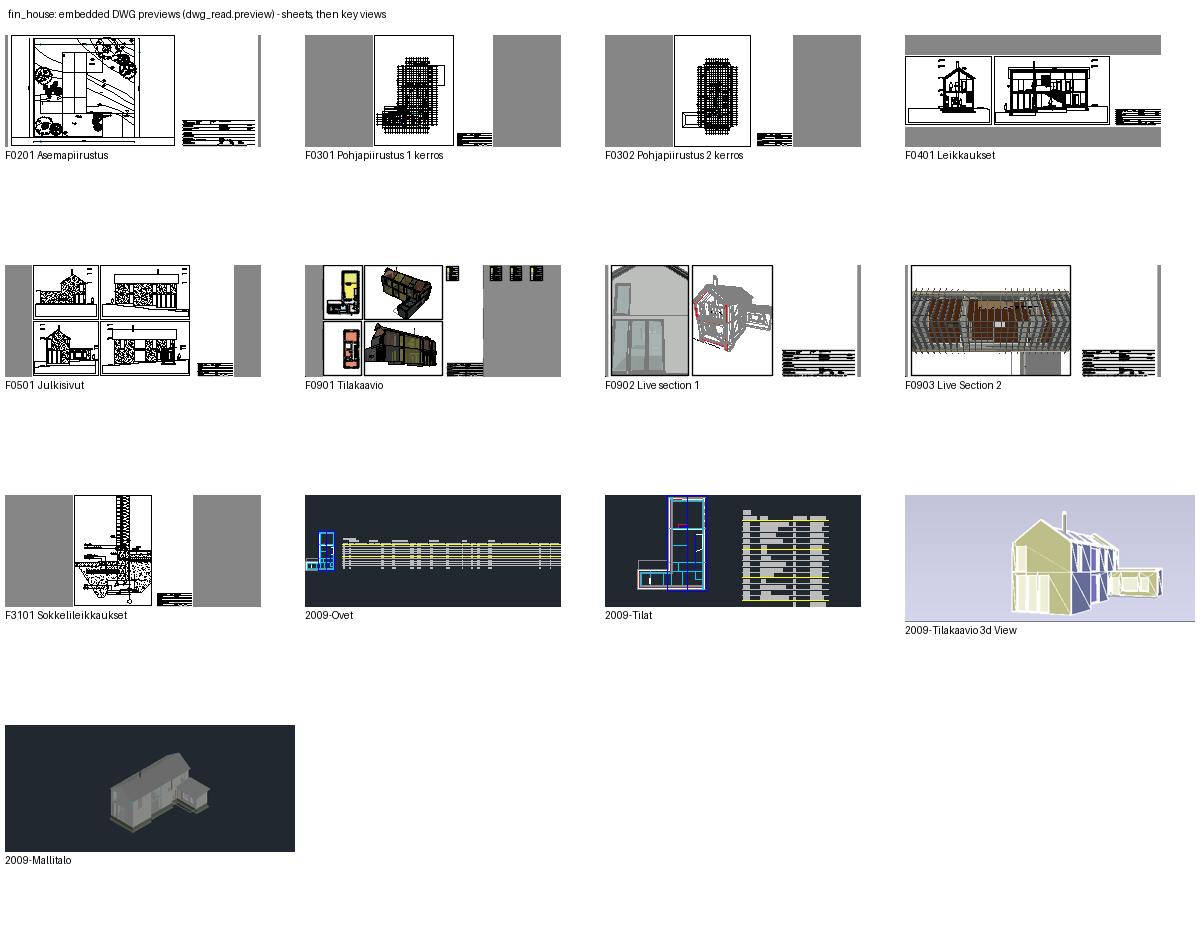 fin_house: embedded DWG previews (dwg_read.preview) - sheets, then key views
F0201 Asemapiirustus
F0301 Pohjapiirustus 1 kerros
F0302 Pohjapiirustus 2 kerros
F0401 Leikkaukset
F0501 Julkisivut
F0901 Tilakaavio
F0902 Live section 1
F0903 Live Section 2
F3101 Sokkelileikkaukset
2009-Ovet
2009-Tilat
2009-Tilakaavio 3d View
2009-Mallitalo